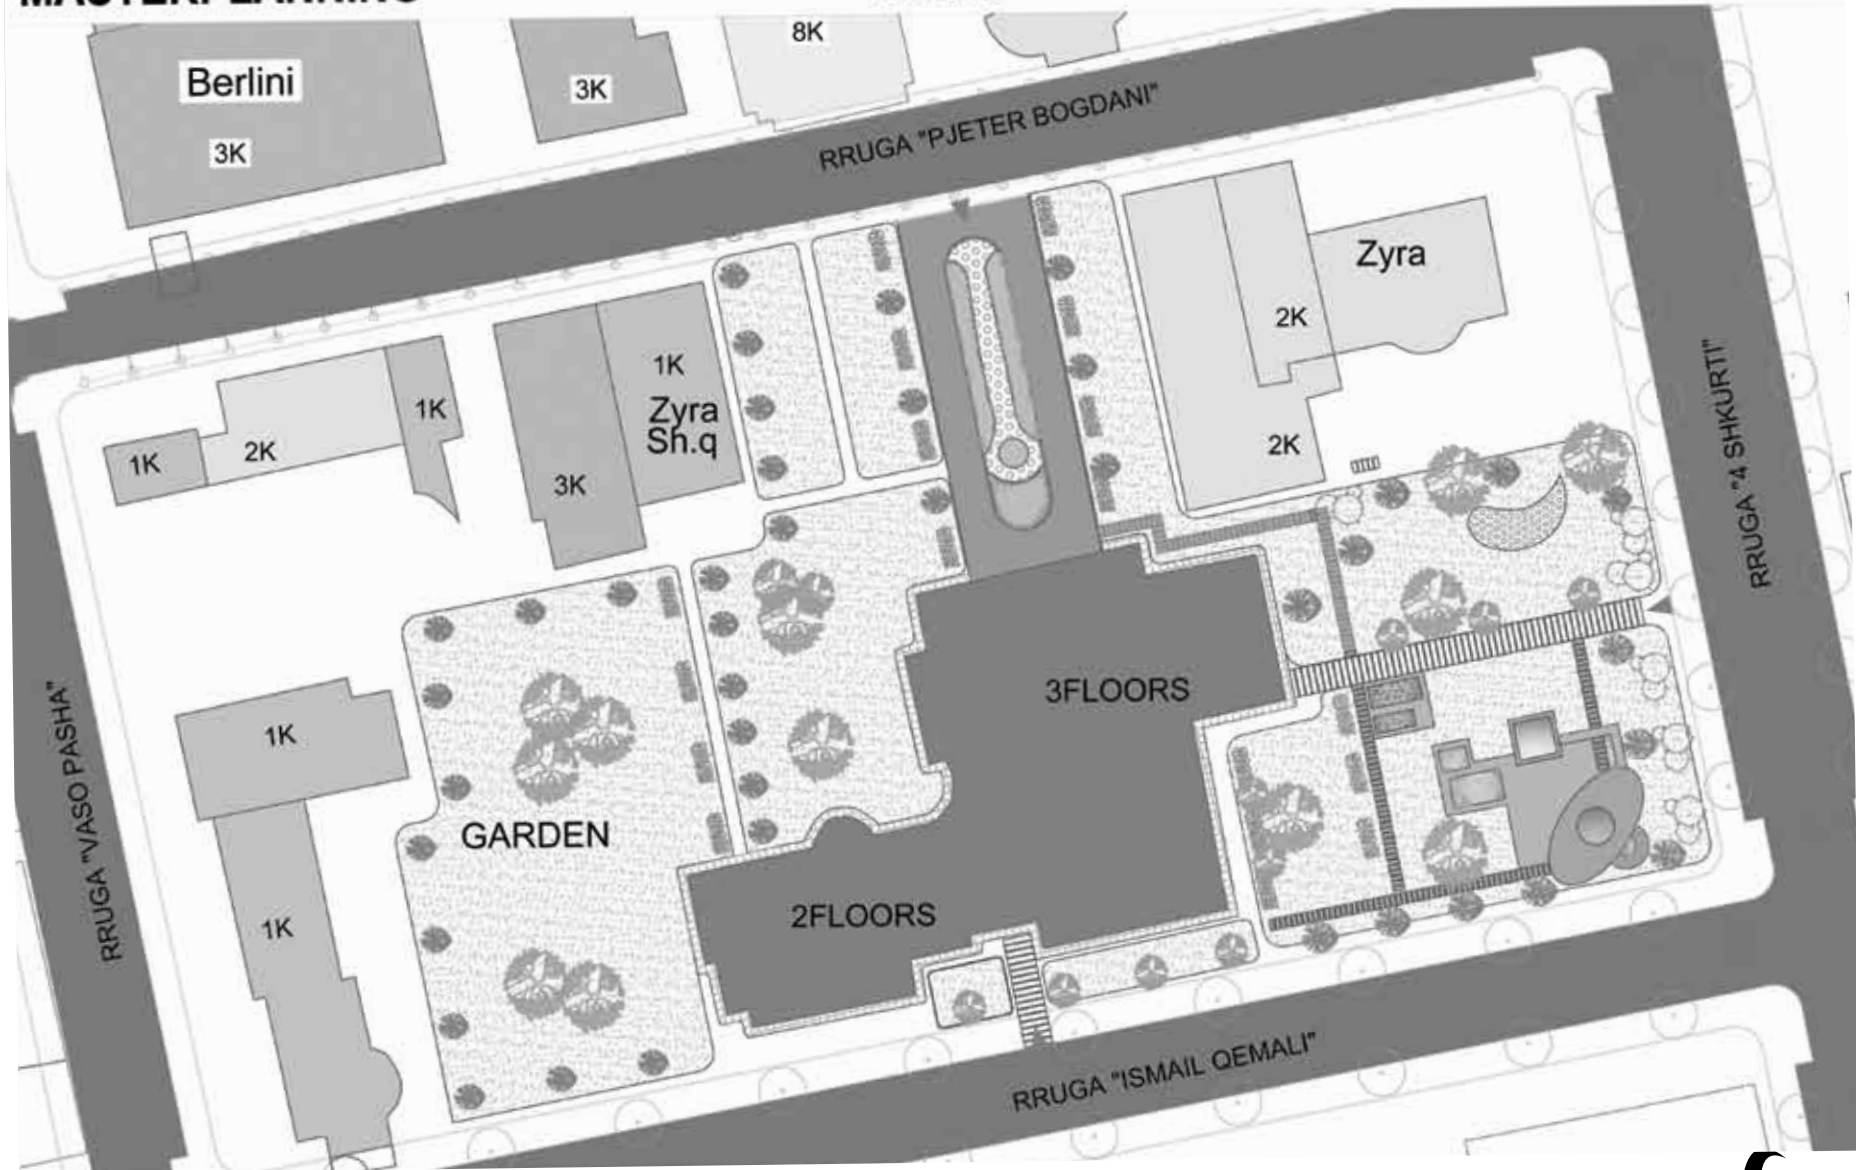 MASTERPLANNING
8K
Berlini
3K
3K
RRUGA "PJETER BOGDANI"
Zyra
2K
2K
1K
Zyra
Sh.q
3K
1K
2K
1K
RRUGA "4 SHKURTI"
3FLOORS
1K
GARDEN
RRUGA "VASO PASHA"
2FLOORS
1K
RRUGA "ISMAIL QEMALI"